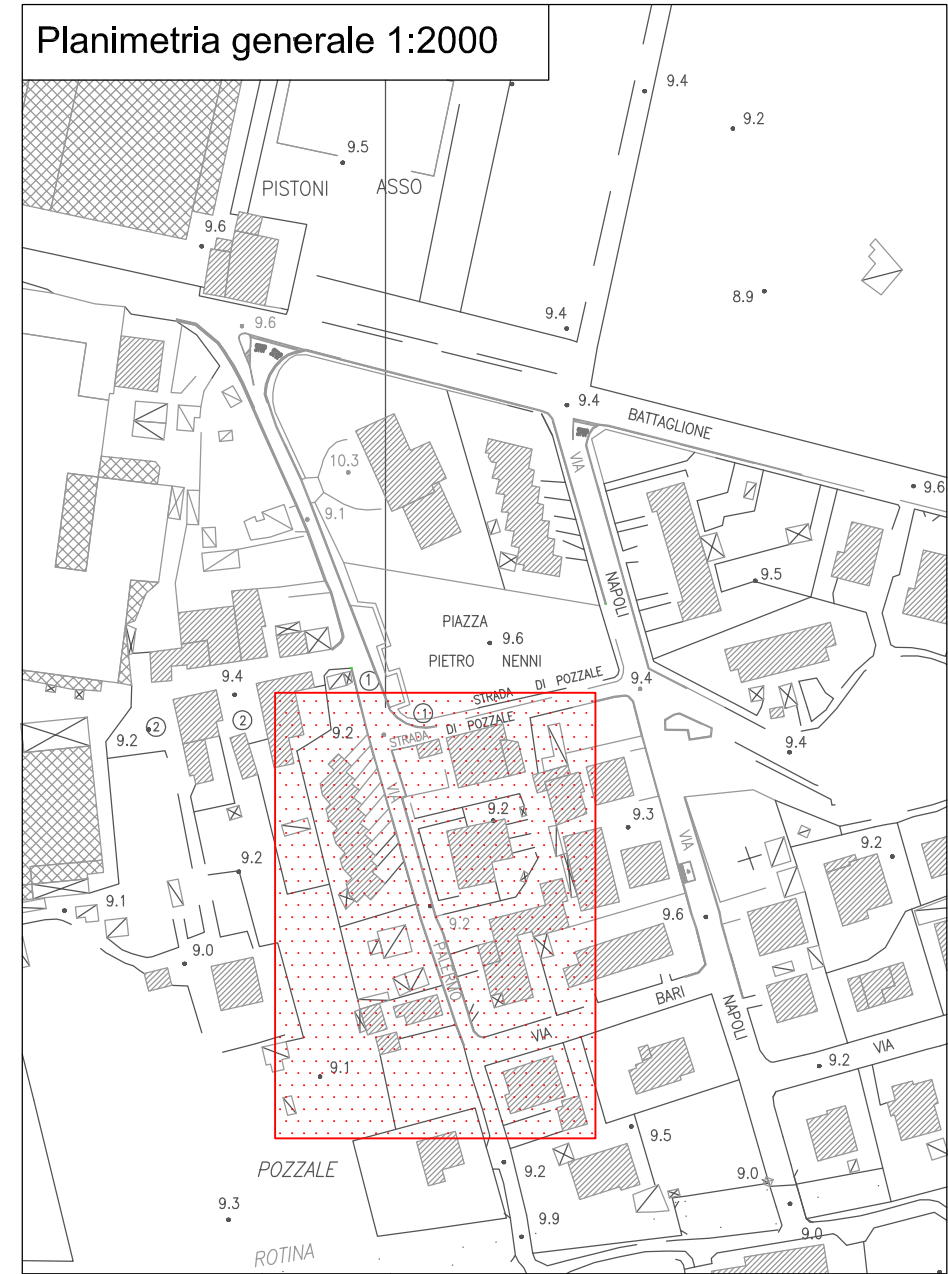 Planimetria generale 1:2000
9.4
9.2
9.5
PISTONI ASSO
9.6
8.9
9.4
9.6
9.4
BATTAGLIONE
VIA
10.3
9.6
9.1
9.5
NAPOLI
PIAZZA
9.6
PIETRO NENNI
STRADA DI POZZALE
9.4
1
9.4
1
2
2
9.2
9.2
STRADA DI POZZALE
9.4
VIA
9.2
9.3
VIA
9.2
9.2
9.1
9.2
9.6
9.0
PALERMO
BARI
NAPOLI
VIA
VIA
9.2
9.1
9.5
POZZALE
9.2
9.0
9.3
9.9
9.0
ROTINA